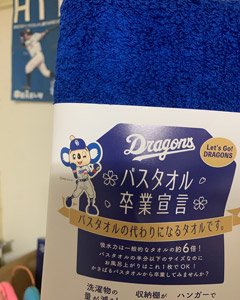 Dragons
Let's Go!
DRAGONS
バスタオル
卒業宣言
バスタオルの代わりになるタオルです。
吸水力は一般的なタオルの約6倍!
バスタオルの半分以下のサイズなのに
お風呂上がりはこれ1枚でOK!
かさばるバスタオルから卒業してみませんか?
洗濯物の
収納棚が
ハンガーで